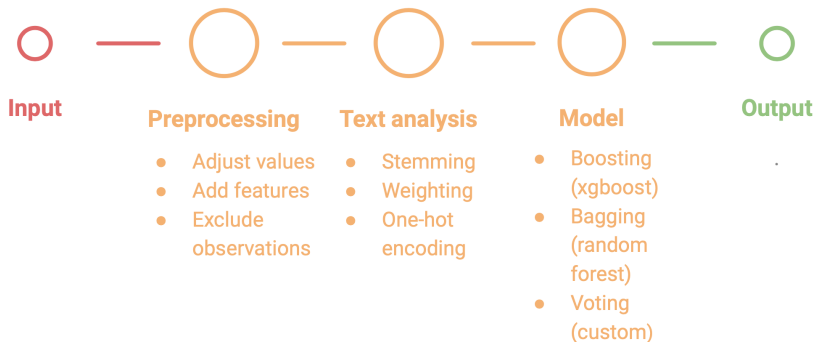 Input
Preprocessing
● Adjust values
● Add features
● Exclude
observations
Text analysis
● Stemming
● Weighting
● One-hot
encoding
Model
● Boosting
(xgboost)
● Bagging
(random
forest)
● Voting
(custom)
Output
.